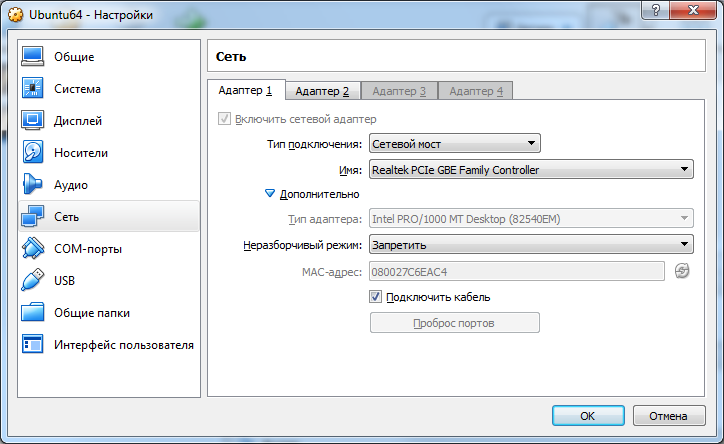 Ubuntu64 - Настройки
Общие
Система
Дисплей
Носители
Аудио
Сеть
COM-порты
USB
Общие папки
Интерфейс пользователя
Сеть
Адаптер 1 Адаптер 2 Адаптер 3 Адаптер 4
Включить сетевой адаптер
Тип подключения: Сетевой мост
Имя: Realtek PCIe GBE Family Controller
Дополнительно
Тип адаптера: Intel PRO/1000 MT Desktop (82540EM)
Неразборчивый режим: Запретить
MAC-адрес: 080027C6EAC4
Подключить кабель
Проброс портов
OK Отмена